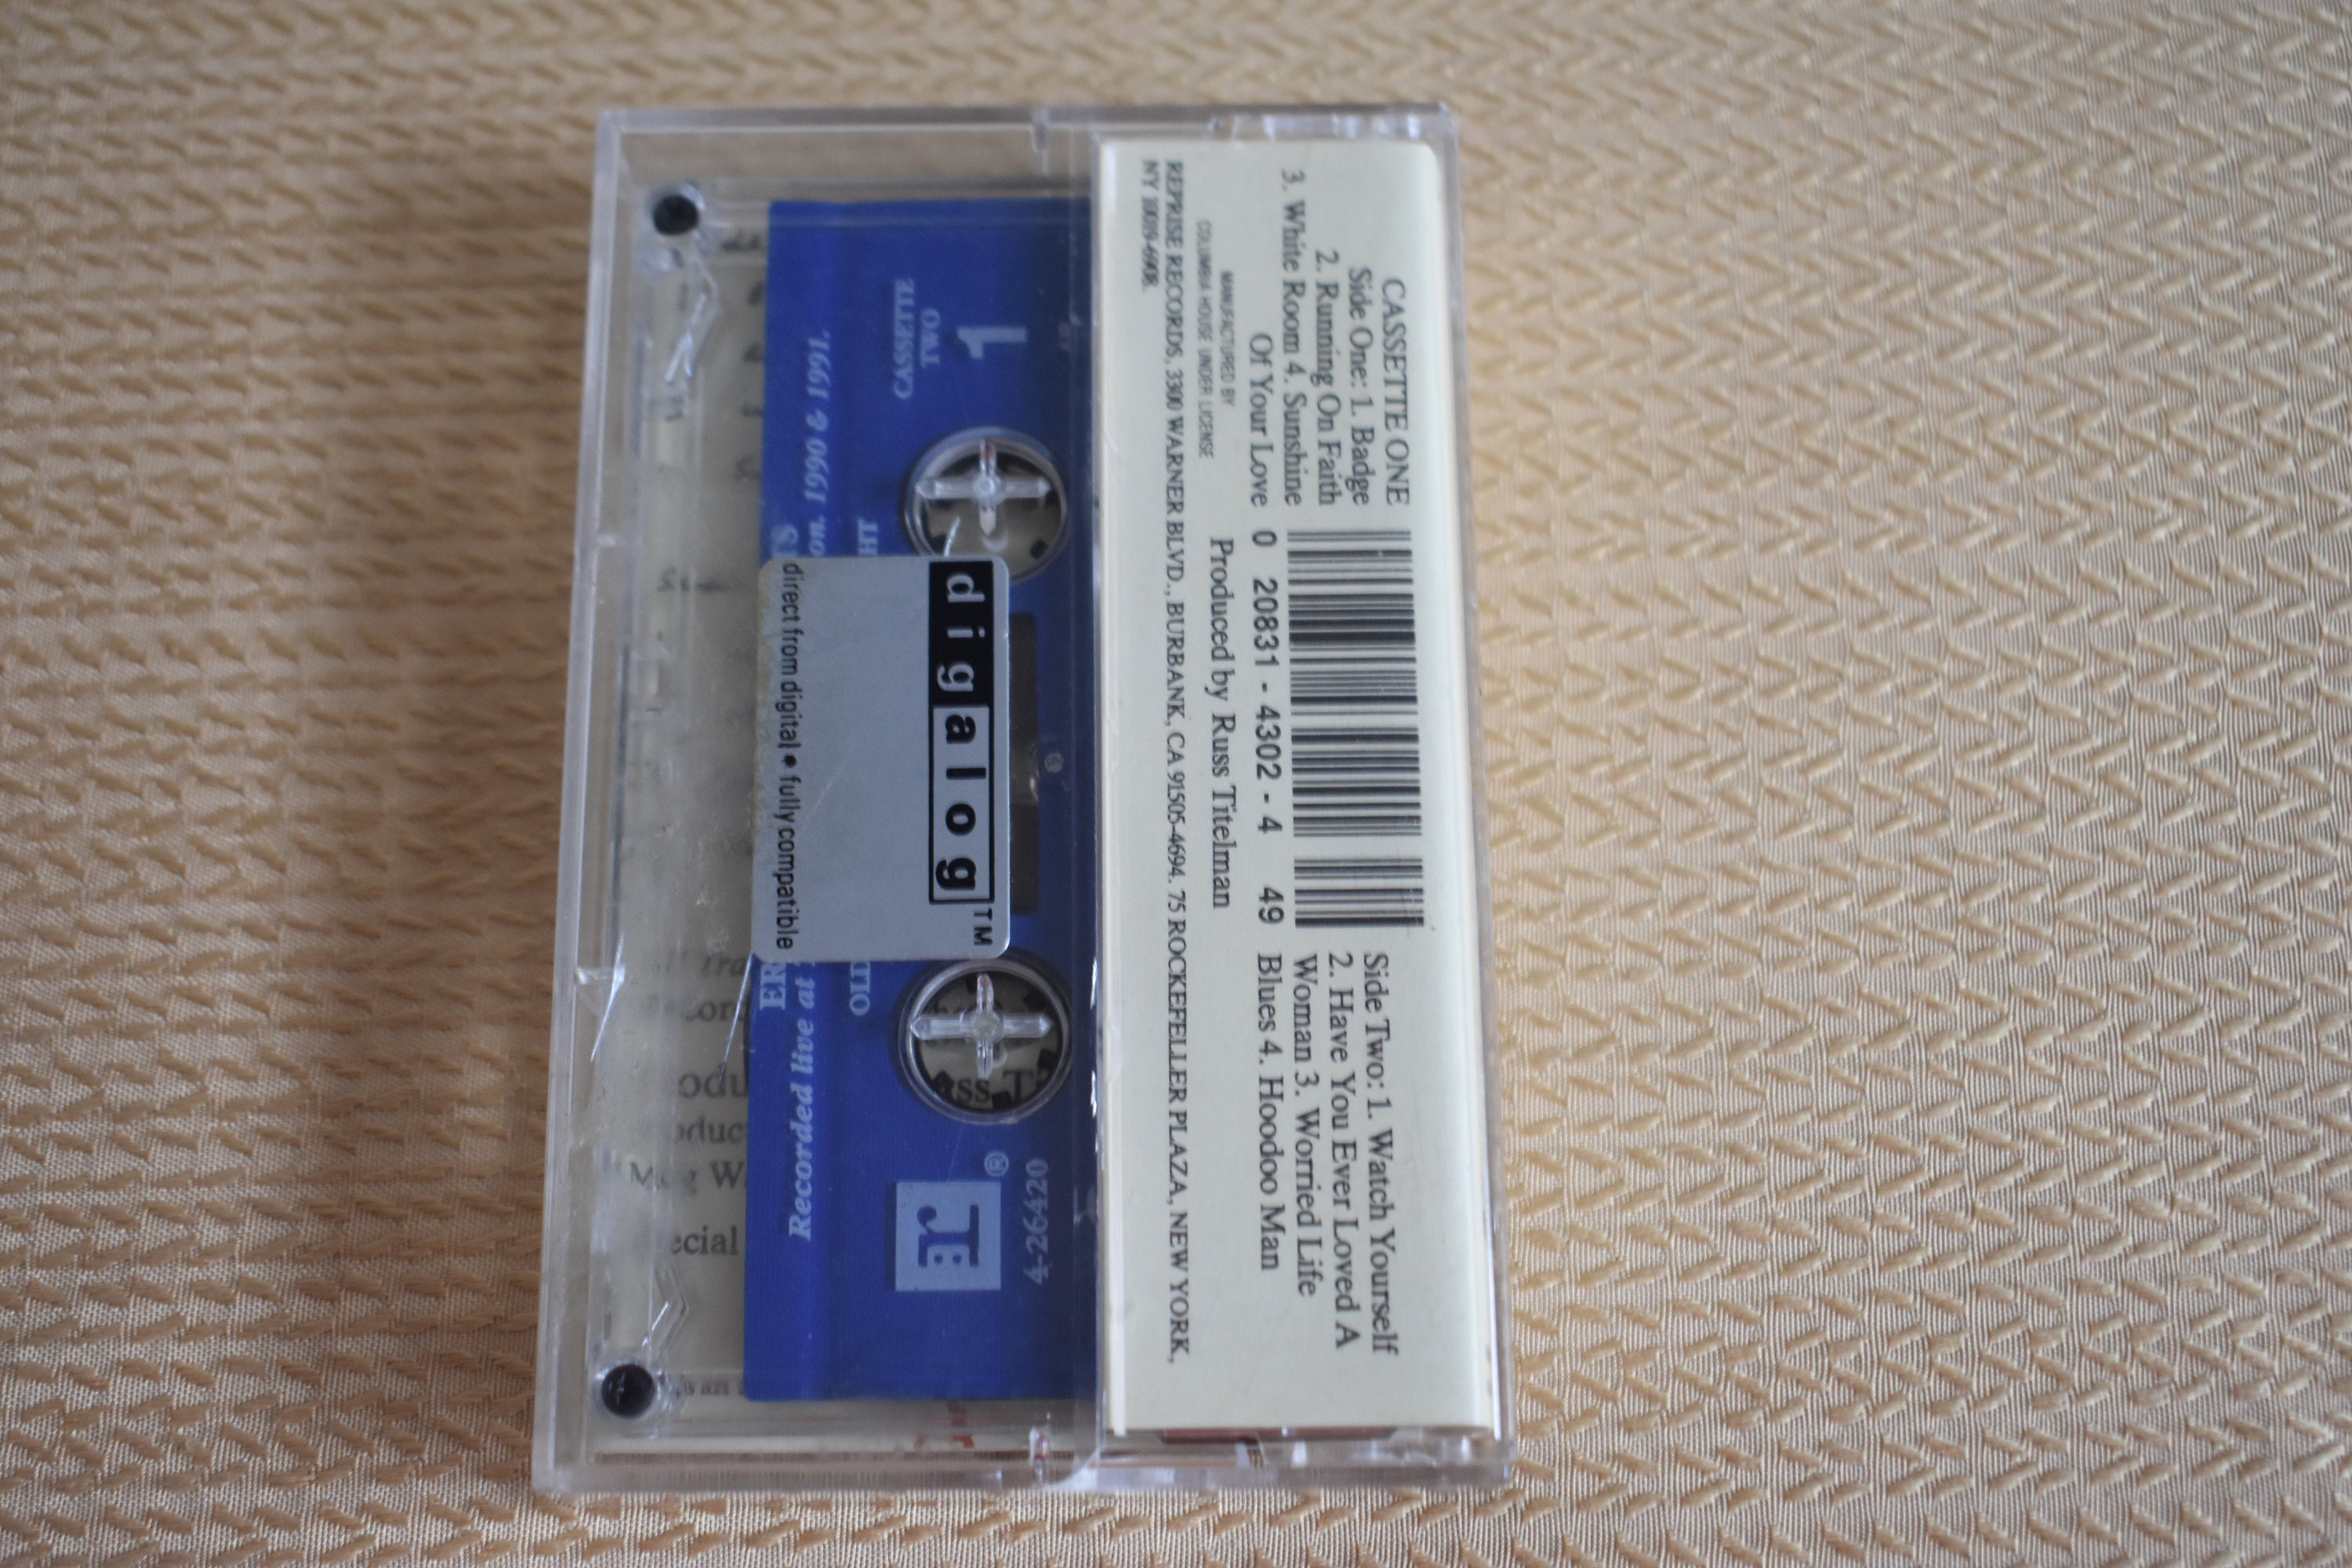 CASSETTE ONE
Side One: 1. Badge
2. Running On Faith
3. White Room 4. Sunshine
Of Your Love
0 20831 - 4302 - 4 49
Side Two: 1. Watch Yourself
2. Have You Ever Loved A
Woman 3. Worried Life
Blues 4. Hoodoo Man
Produced by Russ Titelman
MANUFACTURED BY
COLUMBIA HOUSE UNDER LICENSE
REPRISE RECORDS, 3300 WARNER BLVD., BURBANK, CA 91505-4694. 75 ROCKEFELLER PLAZA, NEW YORK,
NY 10019-6908.
digalog™
direct from digital • fully compatible
1
CASSETTE
TWO
4-26420
®
Recorded live at
1990 & 1991.